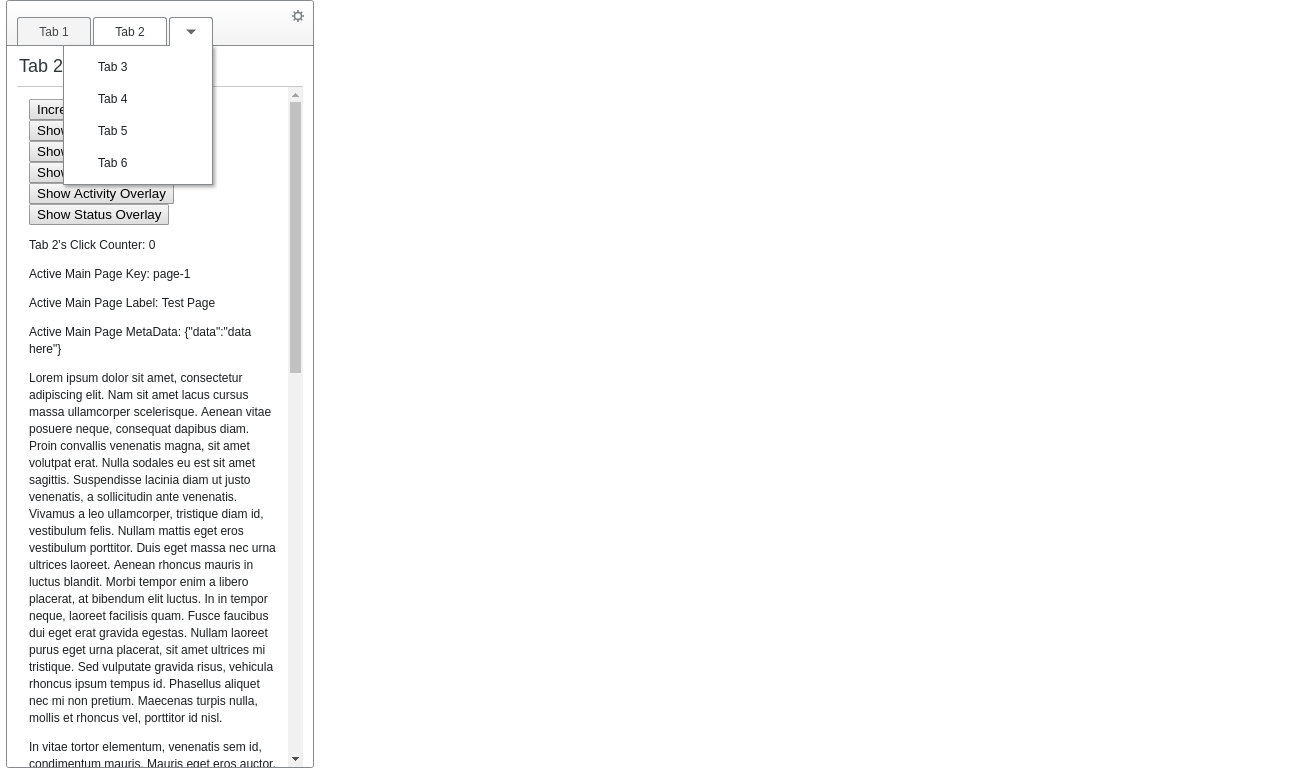 Tab 1
Tab 2
Tab 3
Tab 4
Tab 5
Tab 6
Tab 2
Incre
Show
Show
Show
Show Activity Overlay
Show Status Overlay
Tab 2's Click Counter: 0
Active Main Page Key: page-1
Active Main Page Label: Test Page
Active Main Page MetaData: {"data":"data
here"}
Lorem ipsum dolor sit amet, consectetur
adipiscing elit. Nam sit amet lacus cursus
massa ullamcorper scelerisque. Aenean vitae
posuere neque, consequat dapibus diam.
Proin convallis venenatis magna, sit amet
volutpat erat. Nulla sodales eu est sit amet
sagittis. Suspendisse lacinia diam ut justo
venenatis, a sollicitudin ante venenatis.
Vivamus a leo ullamcorper, tristique diam id,
vestibulum felis. Nullam mattis eget eros
vestibulum porttitor. Duis eget massa nec urna
ultrices laoreet. Aenean rhoncus mauris in
luctus blandit. Morbi tempor enim a libero
placerat, at bibendum elit luctus. In in tempor
neque, laoreet facilisis quam. Fusce faucibus
dui eget erat gravida egestas. Nullam laoreet
purus eget urna placerat, sit amet ultrices mi
tristique. Sed vulputate gravida risus, vehicula
rhoncus ipsum tempus id. Phasellus aliquet
nec mi non pretium. Maecenas turpis nulla,
mollis et rhoncus vel, porttitor id nisl.
In vitae tortor elementum, venenatis sem id,
condimentum mauris. Mauris eget eros auctor,